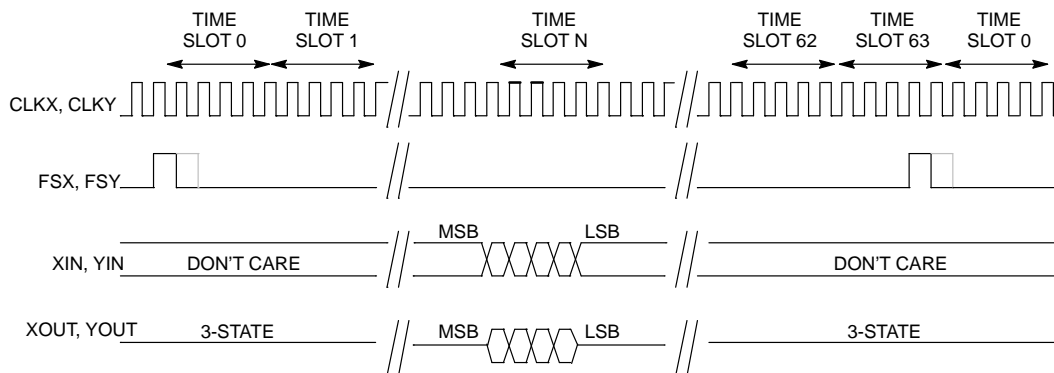 TIME SLOT 0
TIME SLOT 1
TIME SLOT N
TIME SLOT 62
TIME SLOT 63
TIME SLOT 0
CLKX, CLKY
FSX, FSY
MSB
LSB
XIN, YIN
DON'T CARE
DON'T CARE
XOUT, YOUT
3-STATE
MSB
LSB
3-STATE